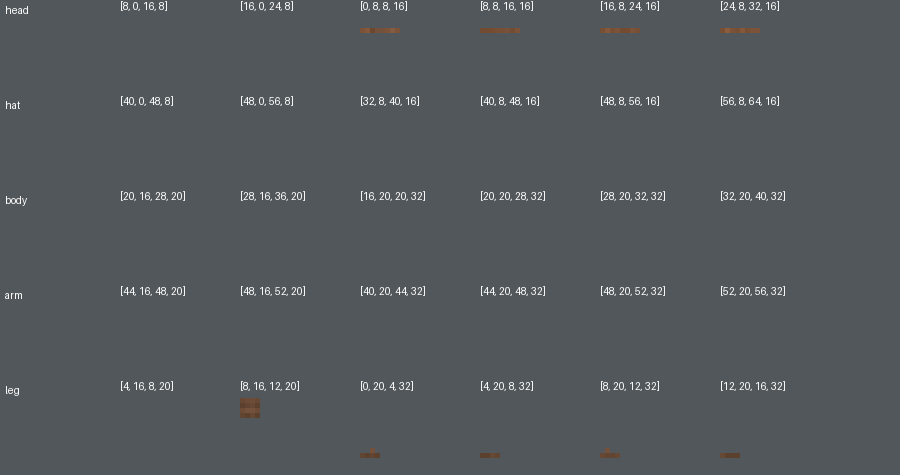 head [8, 0, 16, 8] [16, 0, 24, 8] [0, 8, 8, 16] [8, 8, 16, 16] [16, 8, 24, 16] [24, 8, 32, 16]
hat [40, 0, 48, 8] [48, 0, 56, 8] [32, 8, 40, 16] [40, 8, 48, 16] [48, 8, 56, 16] [56, 8, 64, 16]
body [20, 16, 28, 20] [28, 16, 36, 20] [16, 20, 20, 32] [20, 20, 28, 32] [28, 20, 32, 32] [32, 20, 40, 32]
arm [44, 16, 48, 20] [48, 16, 52, 20] [40, 20, 44, 32] [44, 20, 48, 32] [48, 20, 52, 32] [52, 20, 56, 32]
leg [4, 16, 8, 20] [8, 16, 12, 20] [0, 20, 4, 32] [4, 20, 8, 32] [8, 20, 12, 32] [12, 20, 16, 32]